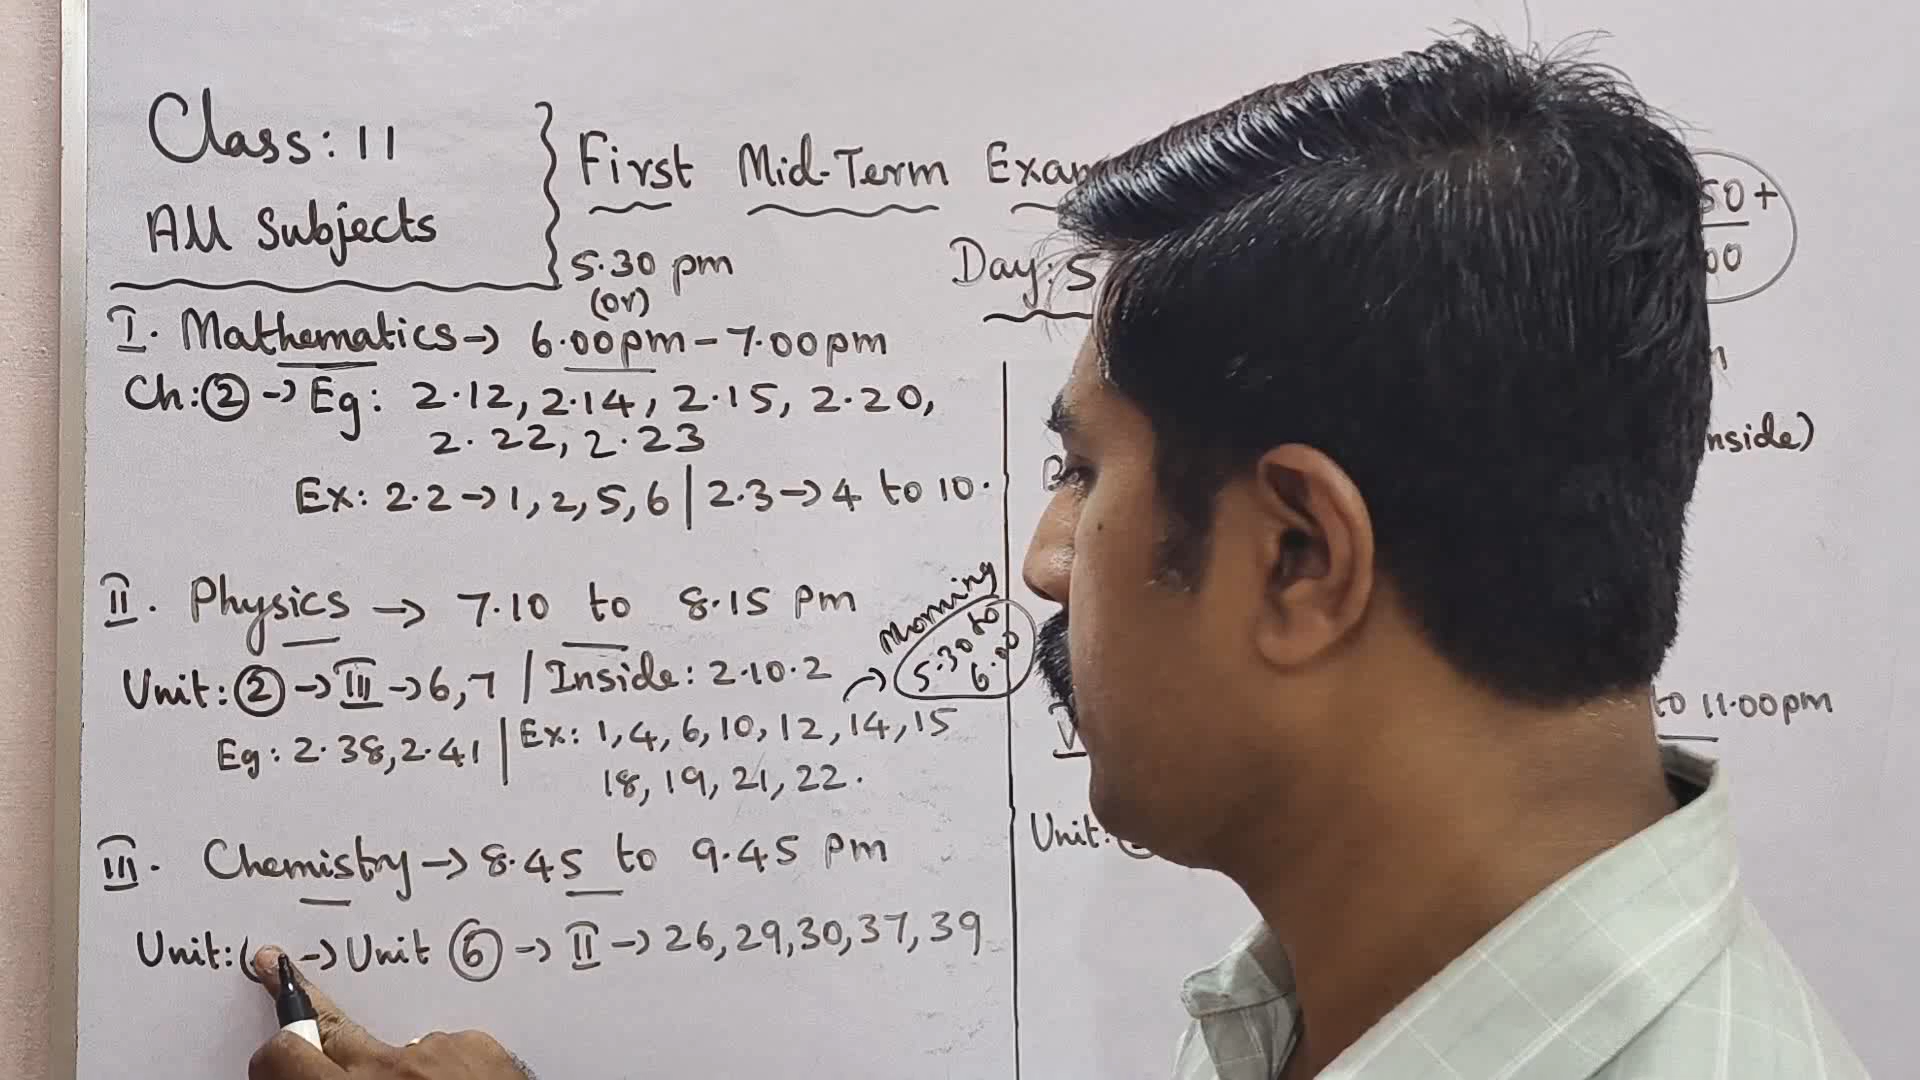 Class: 11
All Subjects
First Mid-Term Exam
50+
5.30 pm
(or)
Day: 5
I. Mathematics → 6.00pm - 7.00pm
Ch: 2 → Eg: 2.12, 2.14, 2.15, 2.20,
2.22, 2.23
Ex: 2.2 → 1, 2, 5, 6 | 2.3 → 4 to 10.
II. Physics → 7.10 to 8.15 pm
Morning
5.30 to
6.00
Unit: 2 → III → 6, 7 / Inside: 2.10.2
Eg: 2.38, 2.41 | Ex: 1, 4, 6, 10, 12, 14, 15
18, 19, 21, 22.
III. Chemistry → 8.45 to 9.45 pm
Unit: → Unit 6 → II → 26, 29, 30, 37, 39
nside)
to 11.00pm
Unit: